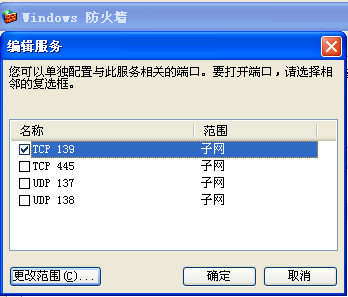 Windows 防火墙
编辑服务
您可以单独配置与此服务相关的端口。要打开端口，请选择相
邻的复选框。
名称 范围
TCP 139 子网
TCP 445 子网
UDP 137 子网
UDP 138 子网
更改范围(C)... 确定 取消